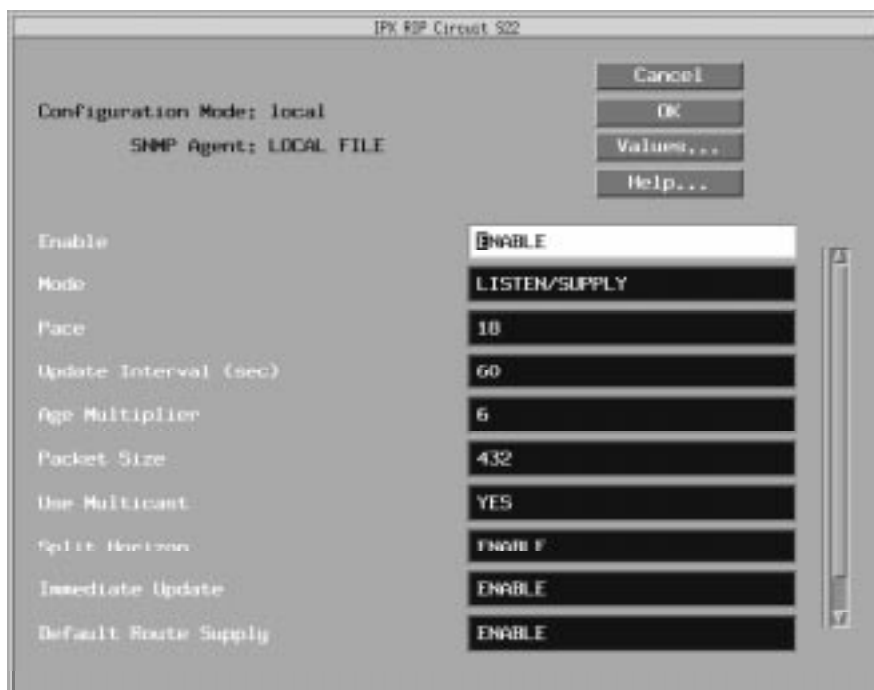 IPX RIP Circuit S22
Cancel
Configuration Mode: local
OK
SNMP Agent: LOCAL FILE
Values...
Help...
Enable
ENABLE
Mode
LISTEN/SUPPLY
Pace
18
Update Interval (sec)
60
Age Multiplier
6
Packet Size
432
Use Multicast
YES
Split Horizon
ENABLE
Immediate Update
ENABLE
Default Route Supply
ENABLE